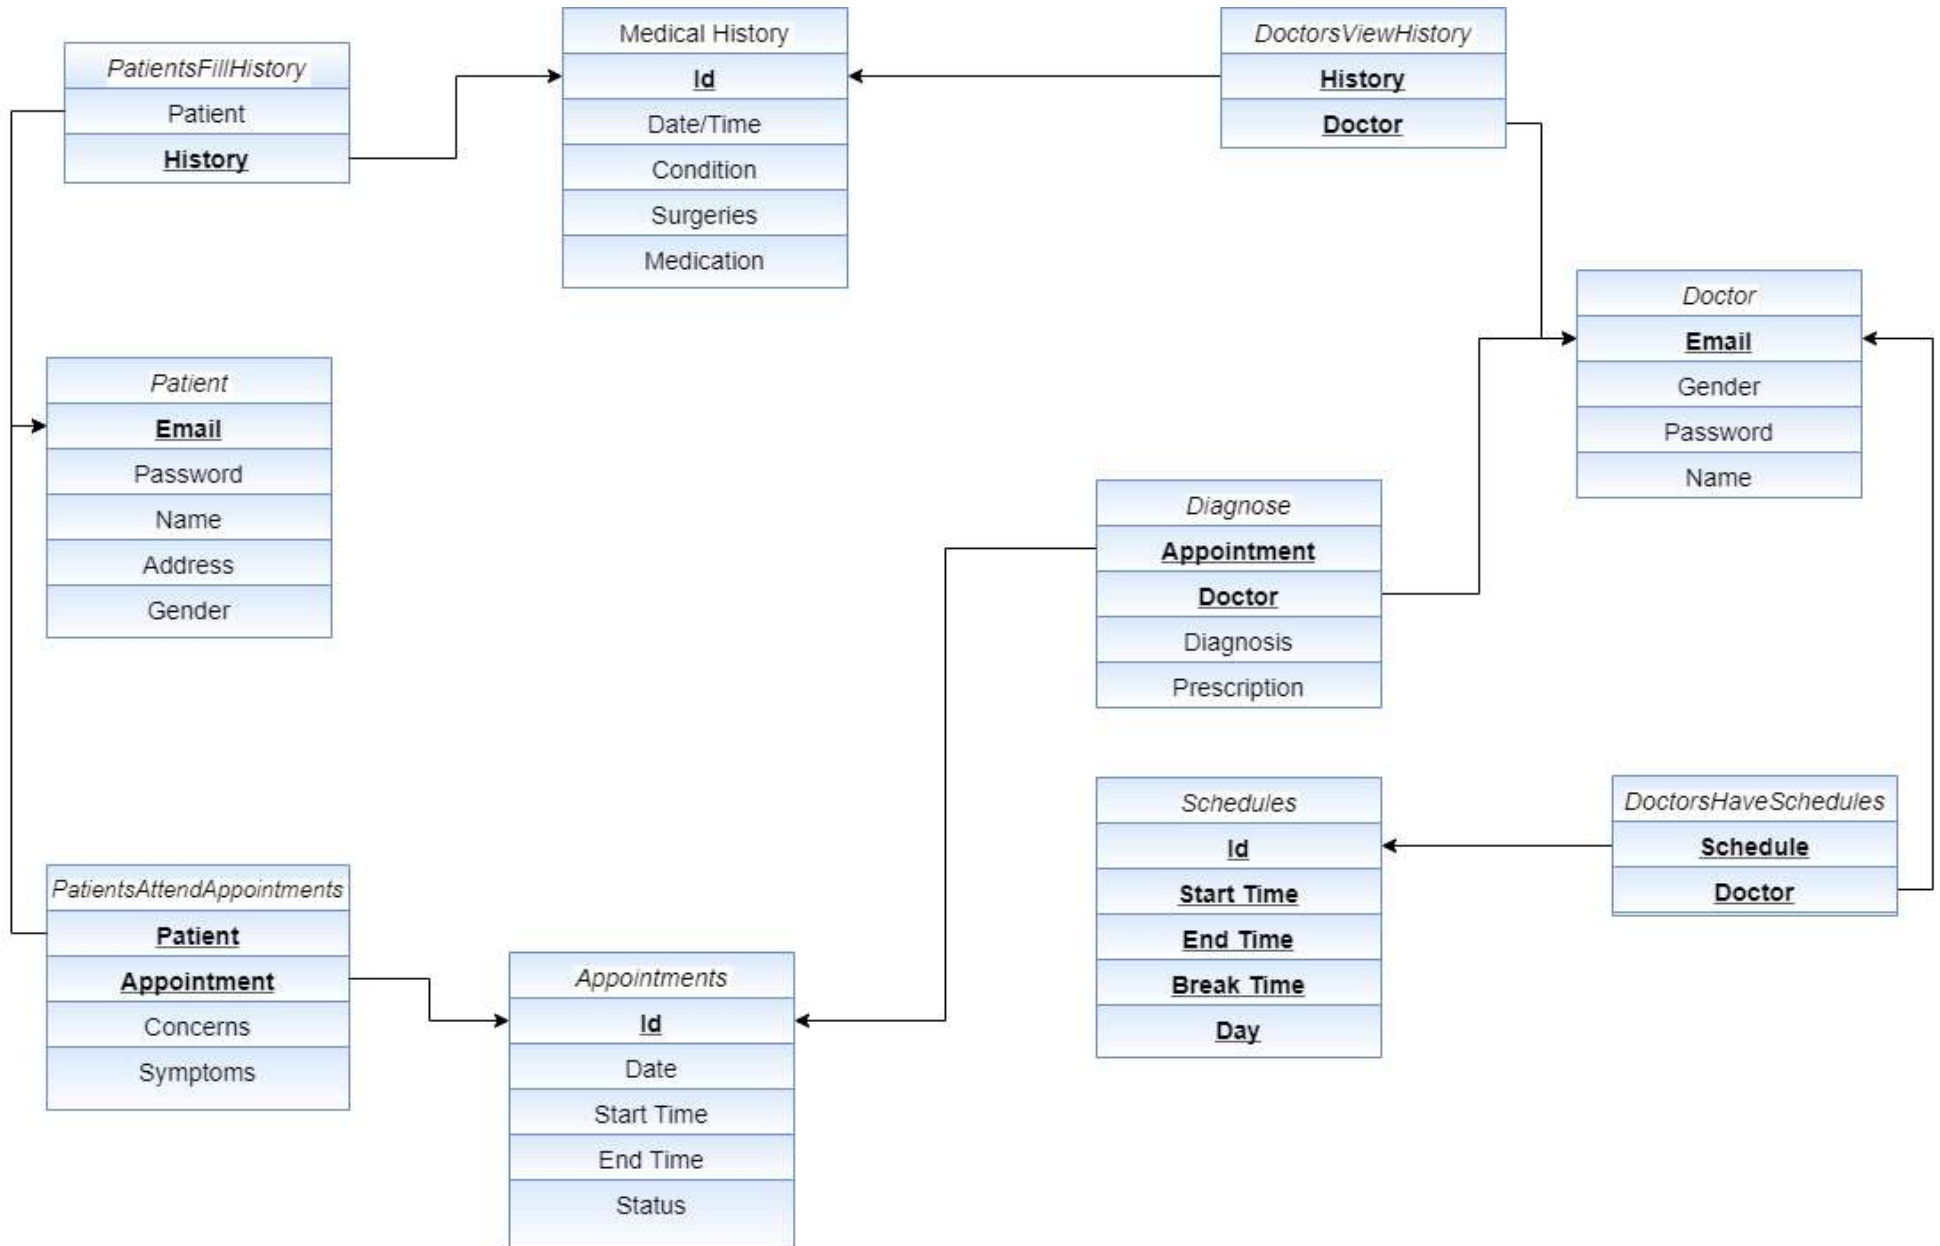 PatientsFillHistory
Patient
History
Medical History
Id
Date/Time
Condition
Surgeries
Medication
DoctorsViewHistory
History
Doctor
Patient
Email
Password
Name
Address
Gender
Doctor
Email
Gender
Password
Name
Diagnose
Appointment
Doctor
Diagnosis
Prescription
PatientsAttendAppointments
Patient
Appointment
Concerns
Symptoms
Appointments
Id
Date
Start Time
End Time
Status
Schedules
Id
Start Time
End Time
Break Time
Day
DoctorsHaveSchedules
Schedule
Doctor